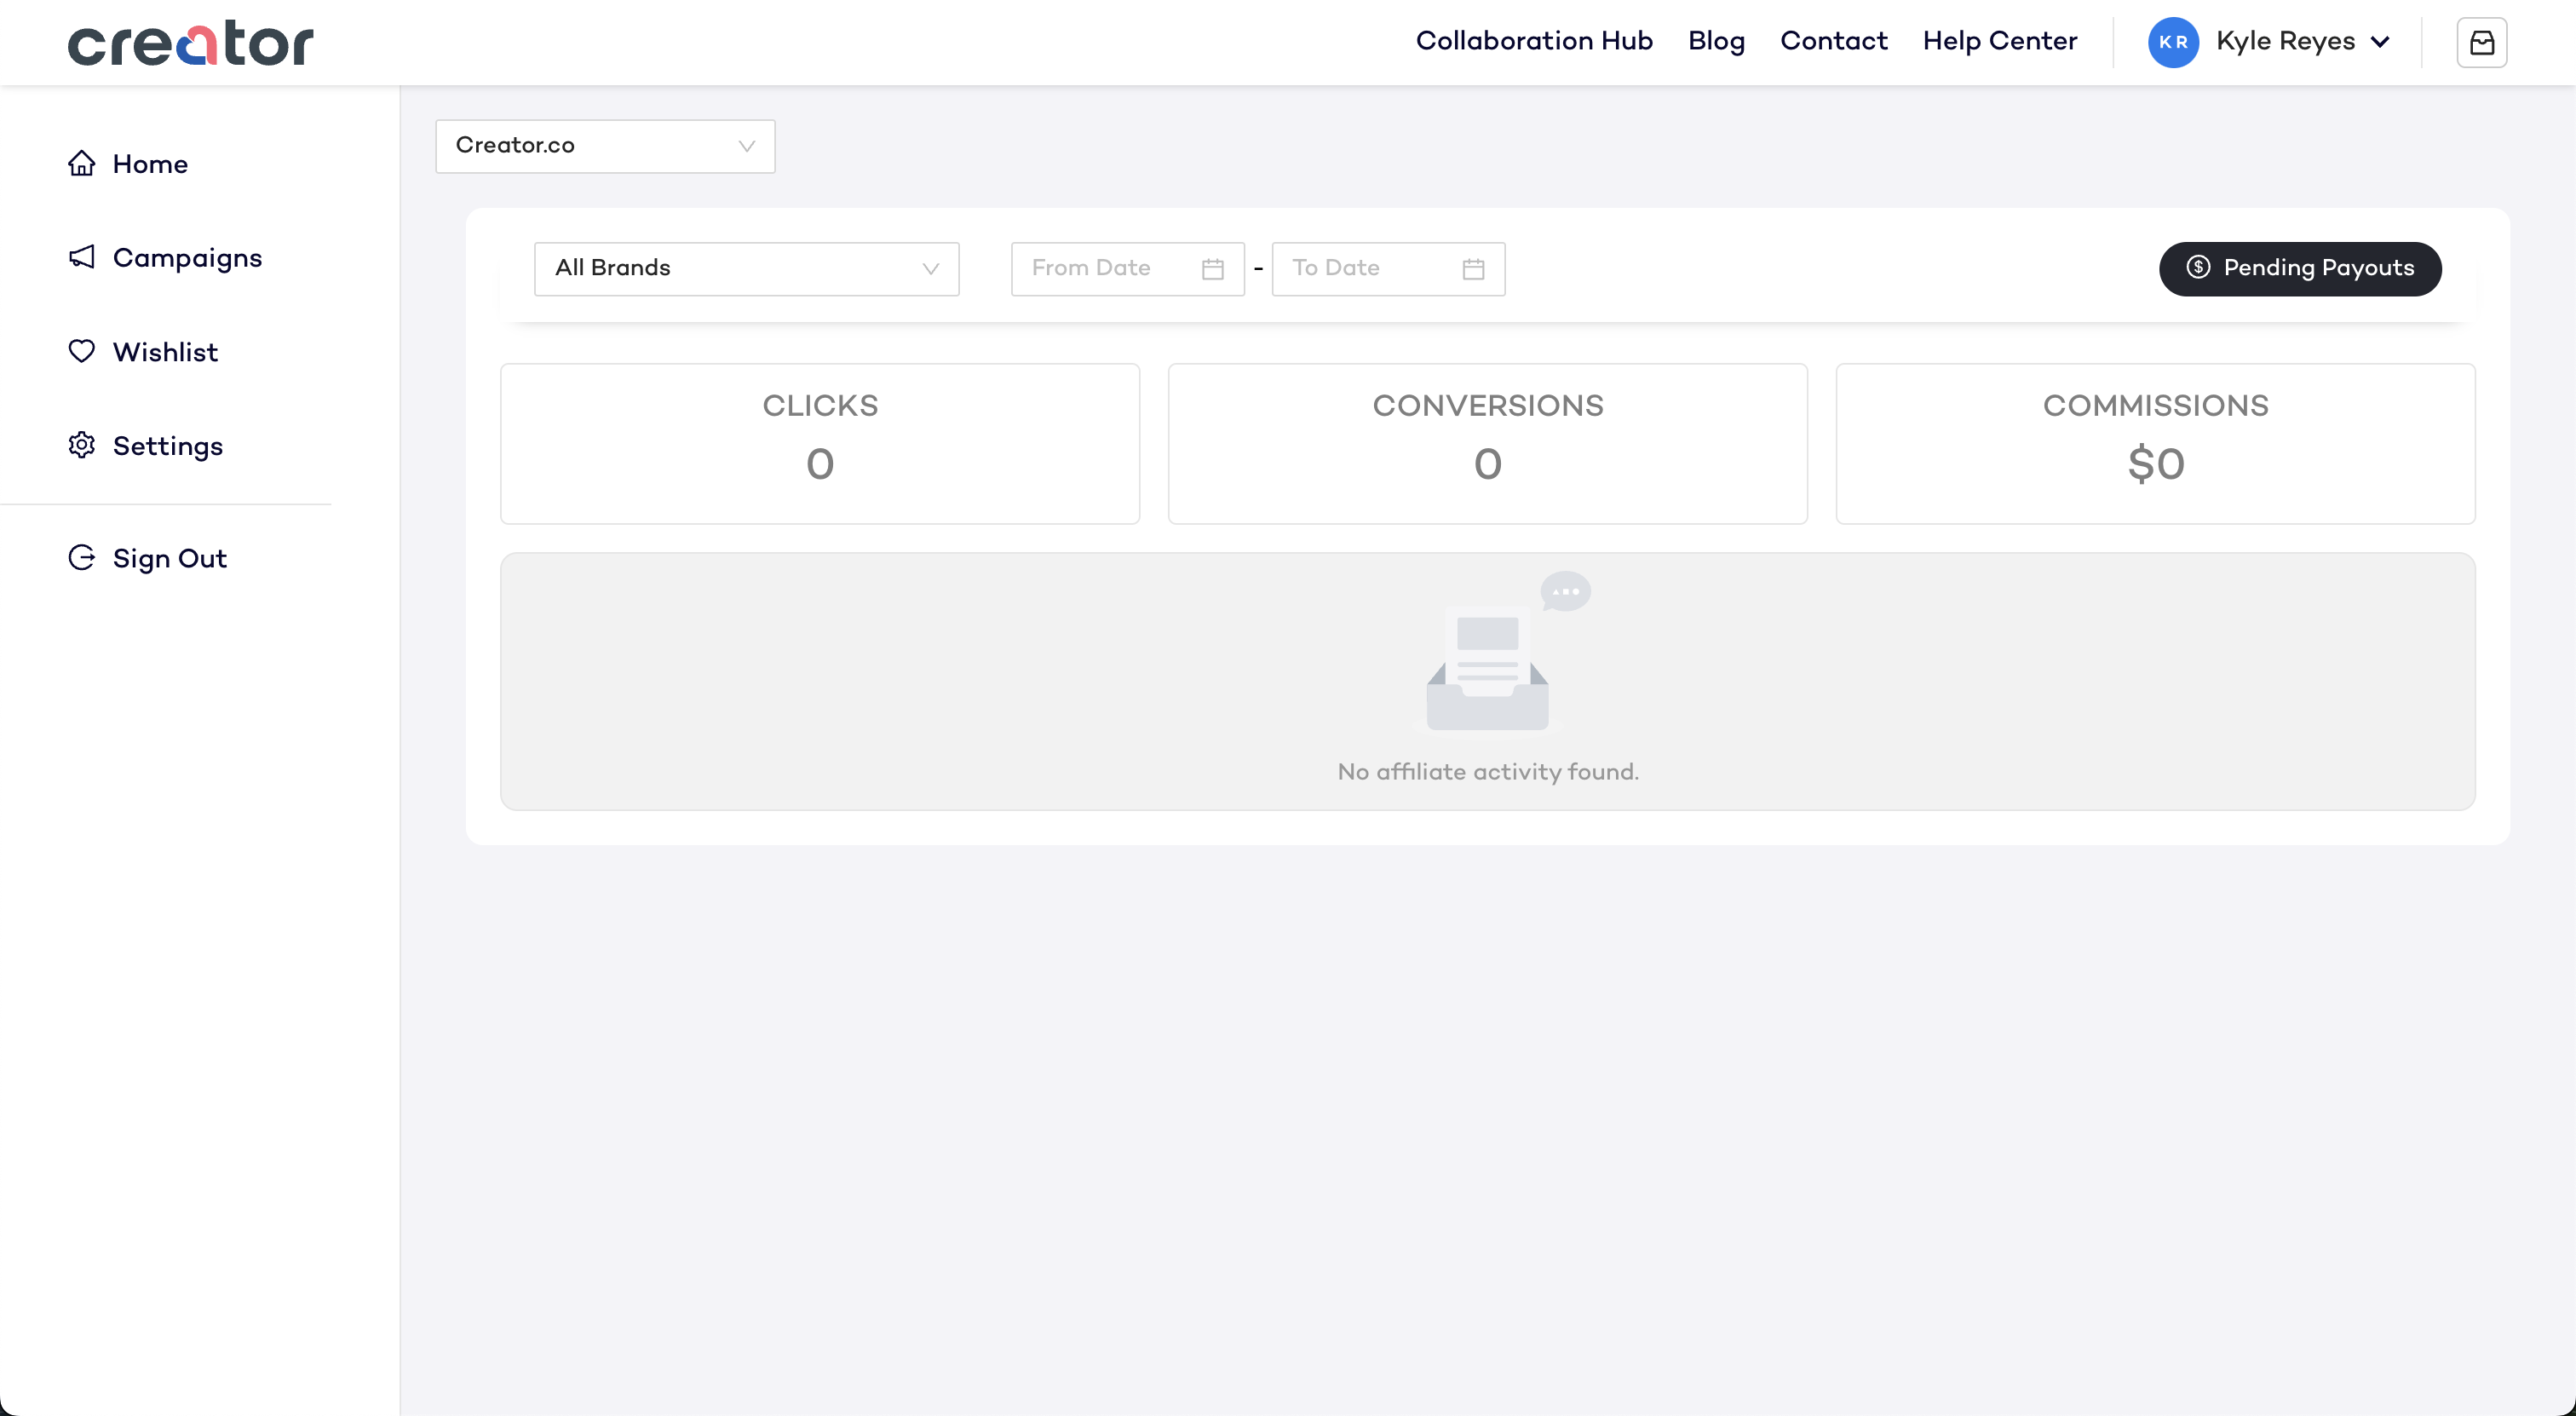 creator
Collaboration Hub
Blog
Contact
Help Center
KR
Kyle Reyes
Home
Campaigns
Wishlist
Settings
Sign Out
Creator.co
All Brands
From Date
-
To Date
Pending Payouts
CLICKS
0
CONVERSIONS
0
COMMISSIONS
$0
No affiliate activity found.